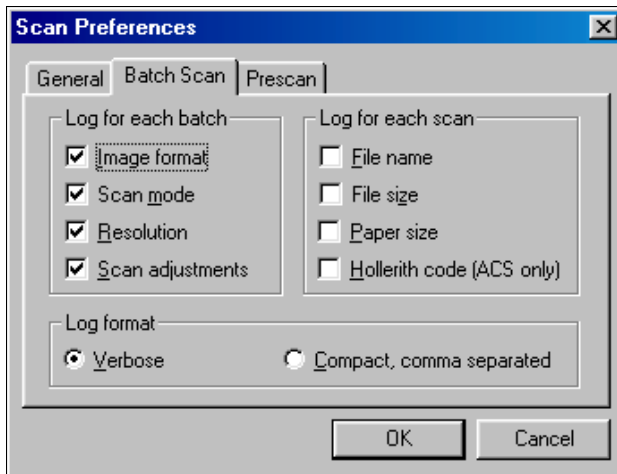 Scan Preferences
General Batch Scan Prescan
Log for each batch
Image format
Scan mode
Resolution
Scan adjustments
Log for each scan
File name
File size
Paper size
Hollerith code (ACS only)
Log format
Verbose Compact, comma separated
OK Cancel